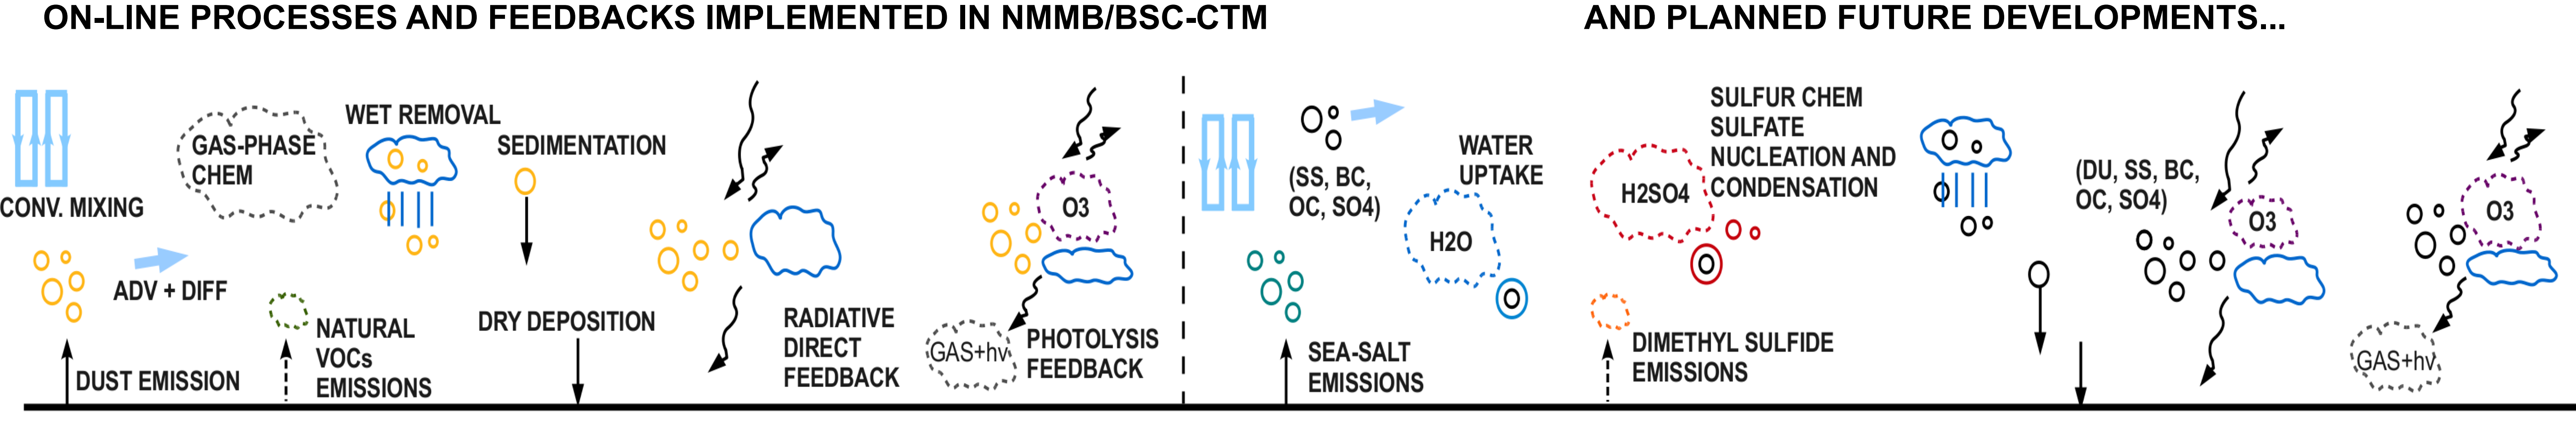 ON-LINE PROCESSES AND FEEDBACKS IMPLEMENTED IN NMMB/BSC-CTM
CONV. MIXING
ADV + DIFF
DUST EMISSION
GAS-PHASE
CHEM
NATURAL
VOCs
EMISSIONS
WET REMOVAL
SEDIMENTATION
DRY DEPOSITION
RADIATIVE
DIRECT
FEEDBACK
O3
GAS+hv
PHOTOLYSIS
FEEDBACK
AND PLANNED FUTURE DEVELOPMENTS...
(SS, BC,
OC, SO4)
SEA-SALT
EMISSIONS
WATER
UPTAKE
H2O
SULFUR CHEM
SULFATE
NUCLEATION AND
CONDENSATION
H2SO4
DIMETHYL SULFIDE
EMISSIONS
(DU, SS, BC,
OC, SO4)
O3
O3
GAS+hv